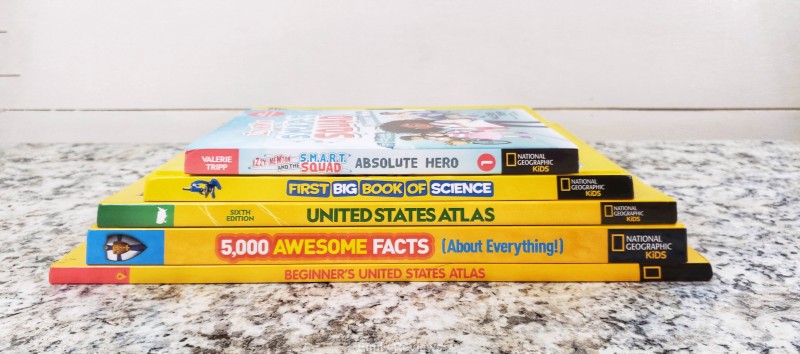 VALERIE
TRIPP
IZZY NEWTON
AND THE
S.M.A.R.T.
SQUAD
ABSOLUTE HERO
1
NATIONAL
GEOGRAPHIC
KiDS
FIRST BIG BOOK OF SCIENCE
NATIONAL
GEOGRAPHIC
KiDS
SIXTH
EDITION
UNITED STATES ATLAS
NATIONAL
GEOGRAPHIC
KiDS
5,000 AWESOME FACTS (About Everything!)
NATIONAL
GEOGRAPHIC
KiDS
BEGINNER'S UNITED STATES ATLAS